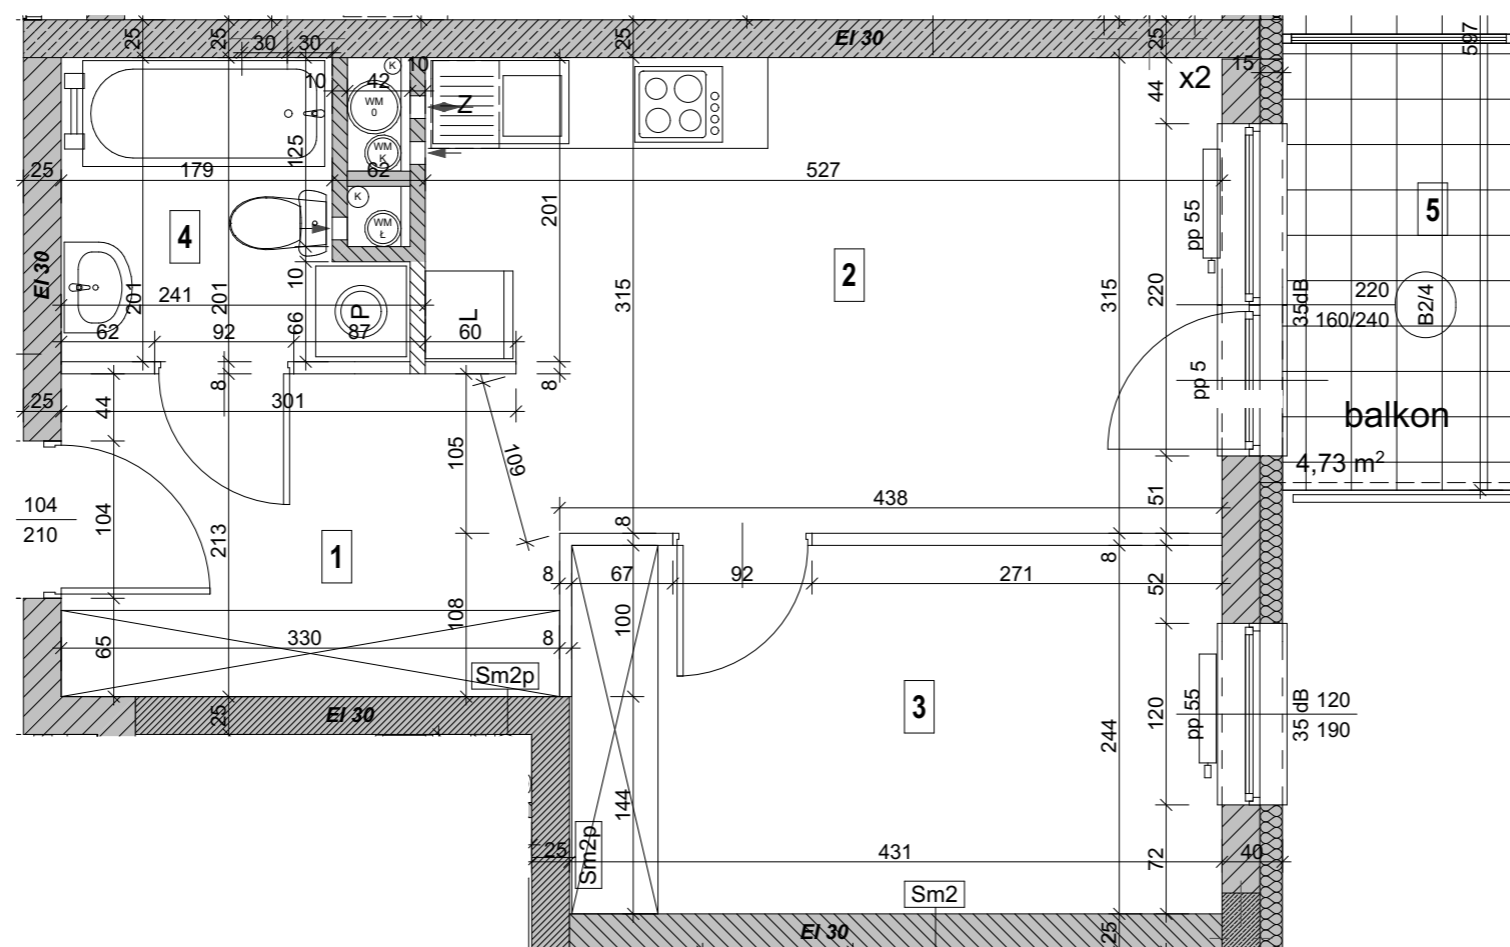 25
25
30
30
EI 30
25
25
15
597
K
10
10
42
WM
0
Z
x2
44
WM
K
125
25
179
62
527
K
WM
Ł
201
pp 55
5
4
EI 30
2
10
241
201
201
315
315
220
35dB
220
160/240
B2/4
66
P
L
62
92
87
60
8
8
pp 5
25
44
301
balkon
105
109
4,73 m²
104
210
104
213
438
51
8
1
8
8
67
92
271
52
108
100
65
330
8
Sm2p
3
120
244
pp 55
35 dB
120
190
25
EI 30
144
Sm2p
25
431
72
40
Sm2
EI 30
25